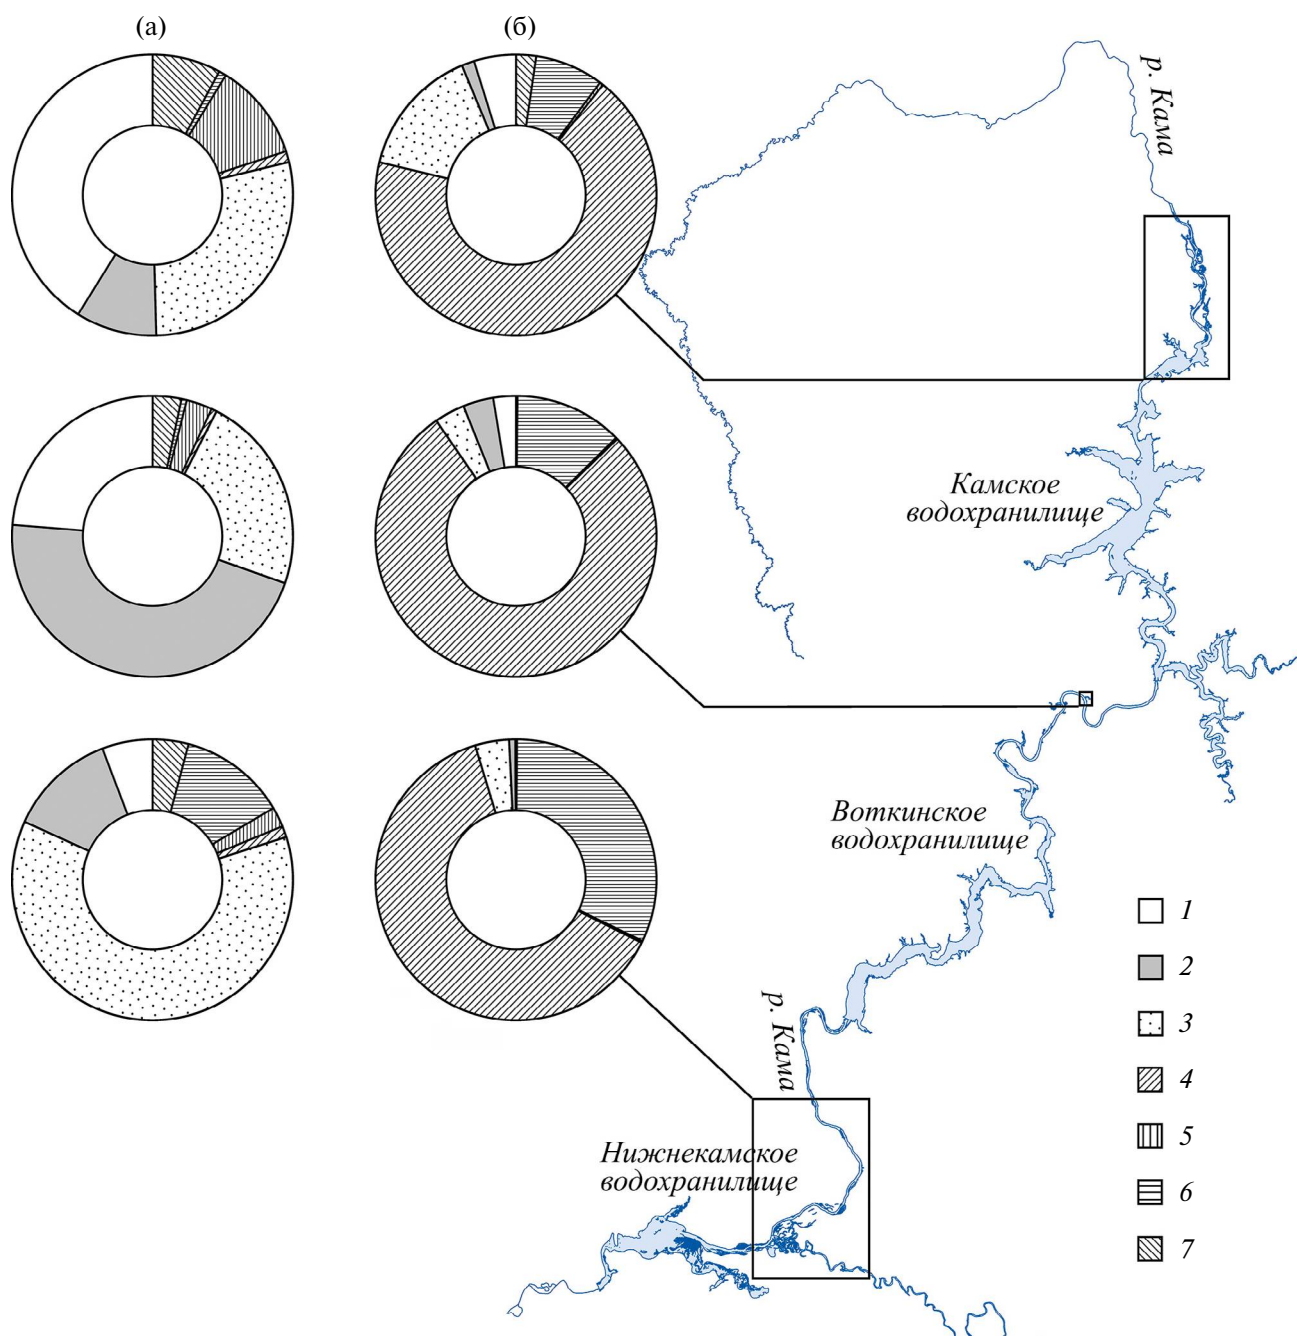 (а)
(б)
р. Кама
Камское
водохранилище
Воткинское
водохранилище
р. Кама
Нижнекамское
водохранилище
1
2
3
4
5
6
7